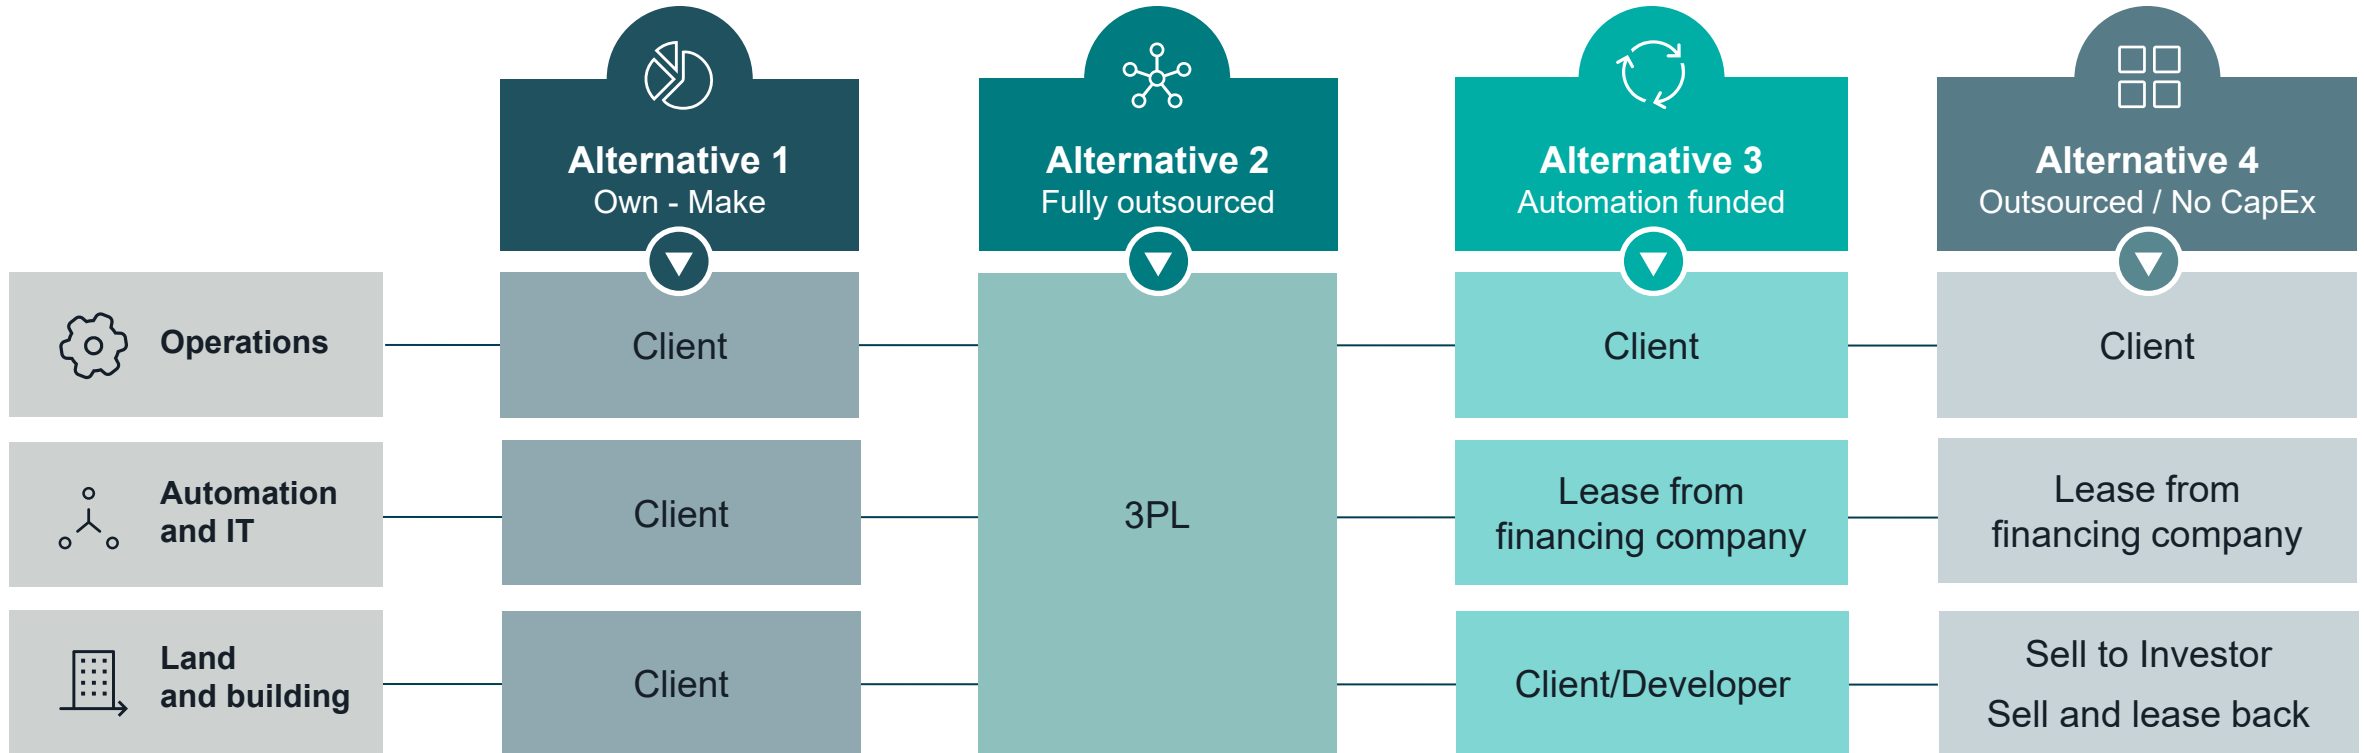 Alternative 1
Own - Make
Alternative 2
Fully outsourced
Alternative 3
Automation funded
Alternative 4
Outsourced / No CapEx
Operations
Client
Client
Client
Automation
and IT
Client
3PL
Lease from
financing company
Lease from
financing company
Land
and building
Client
Client/Developer
Sell to Investor
Sell and lease back